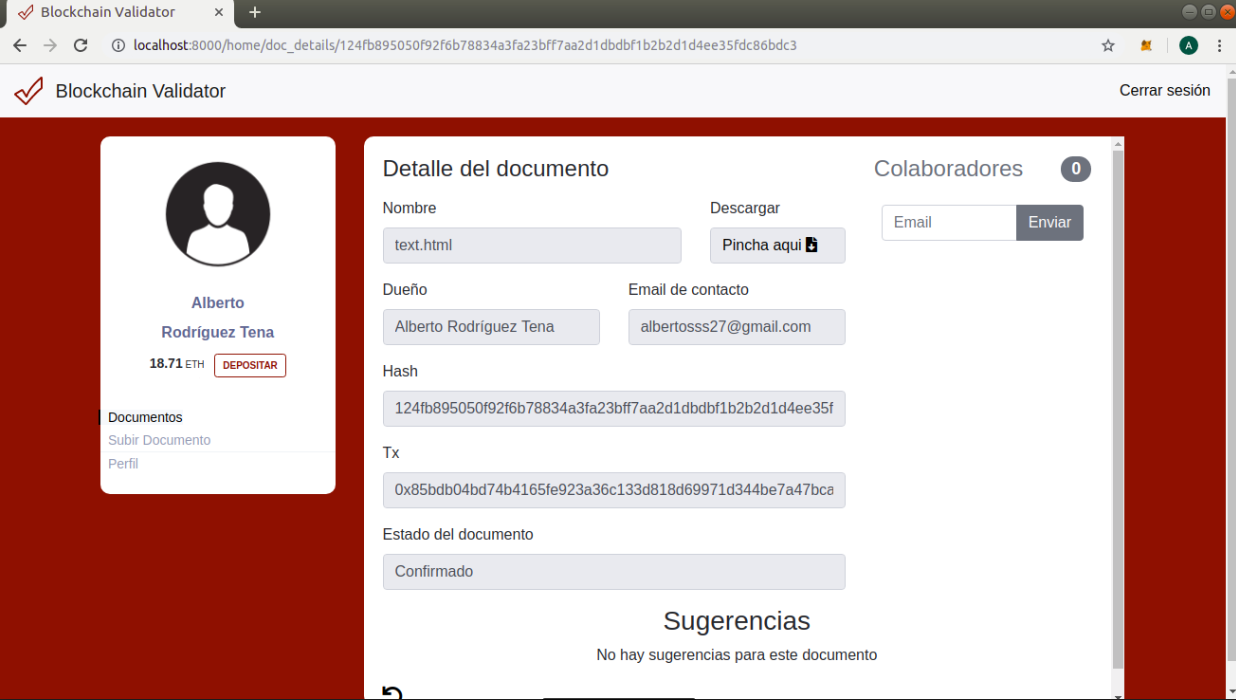 Blockchain Validator
localhost:8000/home/doc_details/124fb895050f92f6b78834a3fa23bff7aa2d1dbdbf1b2b2d1d4ee35fdc86bdc3
A
Blockchain Validator
Cerrar sesión
Alberto
Rodríguez Tena
18.71 ETH DEPOSITAR
Documentos
Subir Documento
Perfil
Detalle del documento
Nombre
Descargar
text.html
Pincha aqui
Dueño
Email de contacto
Alberto Rodríguez Tena
albertosss27@gmail.com
Hash
124fb895050f92f6b78834a3fa23bff7aa2d1dbdbf1b2b2d1d4ee35f
Tx
0x85bdb04bd74b4165fe923a36c133d818d69971d344be7a47bca
Estado del documento
Confirmado
Colaboradores 0
Email
Enviar
Sugerencias
No hay sugerencias para este documento